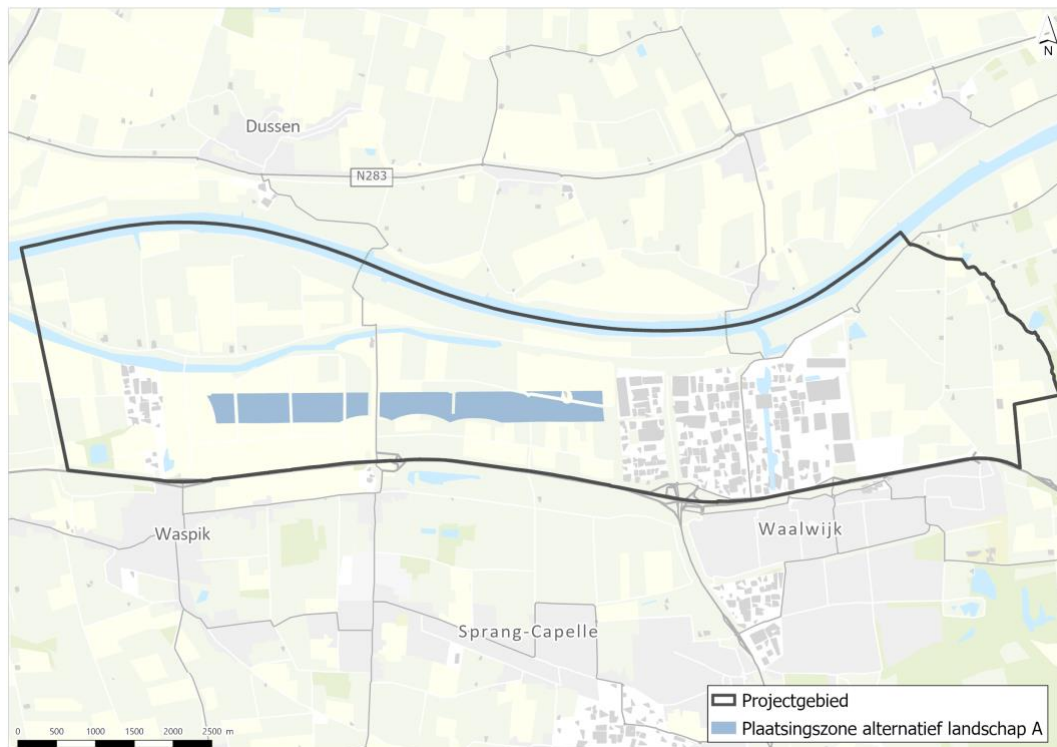 N
Dussen
N283
Waspik
Waalwijk
Sprang-Capelle
Projectgebied
Plaatsingszone alternatief landschap A
0 500 1000 1500 2000 2500 m